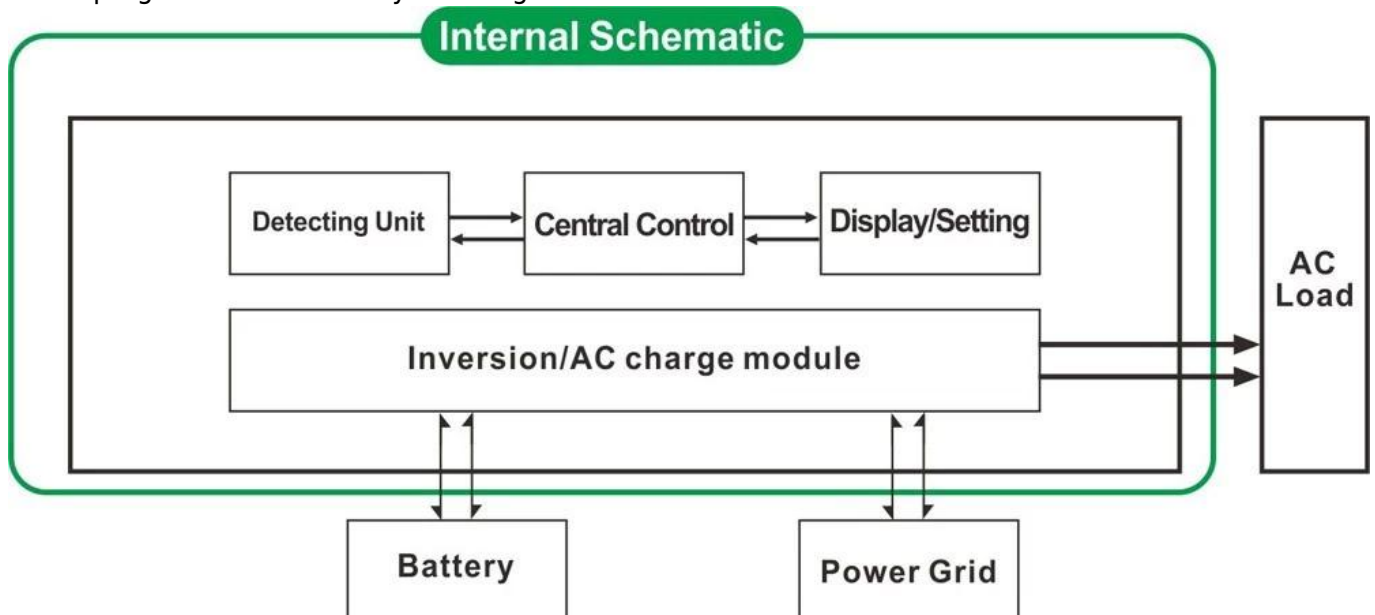 Internal Schematic
Detecting Unit
Central Control
Display/Setting
AC
Load
Inversion/AC charge module
Battery
Power Grid